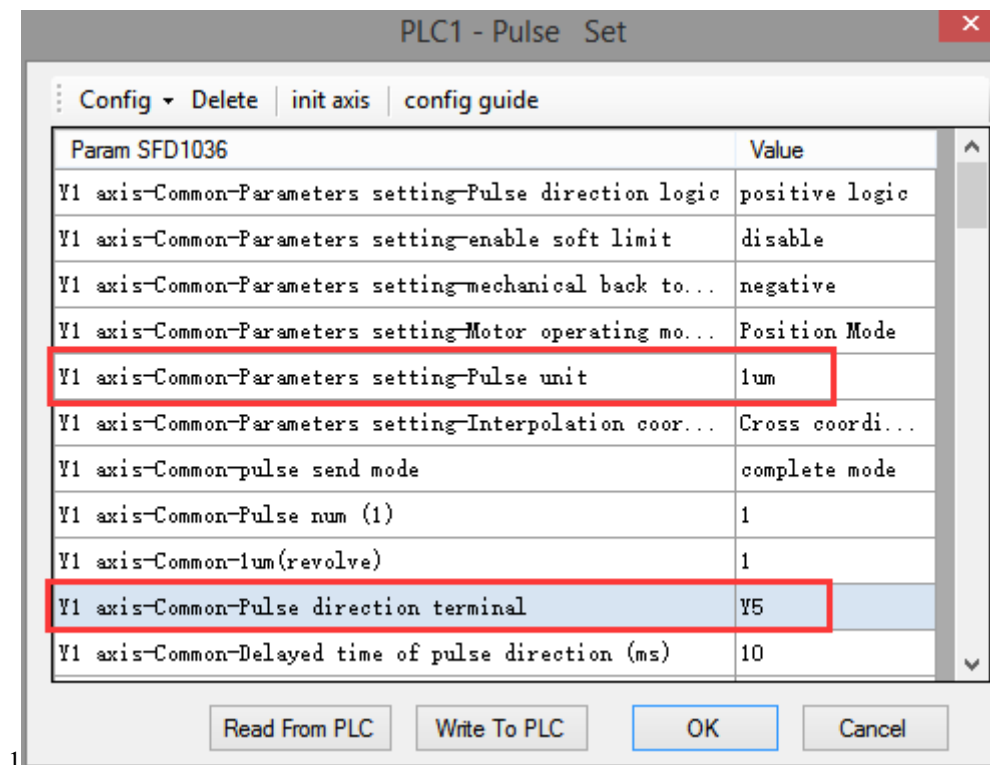 PLC1 - Pulse Set
Config Delete init axis config guide
Param SFD1036 Value
Y1 axis-Common-Parameters setting-Pulse direction logic positive logic
Y1 axis-Common-Parameters setting-enable soft limit disable
Y1 axis-Common-Parameters setting-mechanical back to... negative
Y1 axis-Common-Parameters setting-Motor operating mo... Position Mode
Y1 axis-Common-Parameters setting-Pulse unit 1um
Y1 axis-Common-Parameters setting-Interpolation coor... Cross coordi...
Y1 axis-Common-pulse send mode complete mode
Y1 axis-Common-Pulse num (1) 1
Y1 axis-Common-1um(revolve) 1
Y1 axis-Common-Pulse direction terminal Y5
Y1 axis-Common-Delayed time of pulse direction (ms) 10
Read From PLC Write To PLC OK Cancel
1